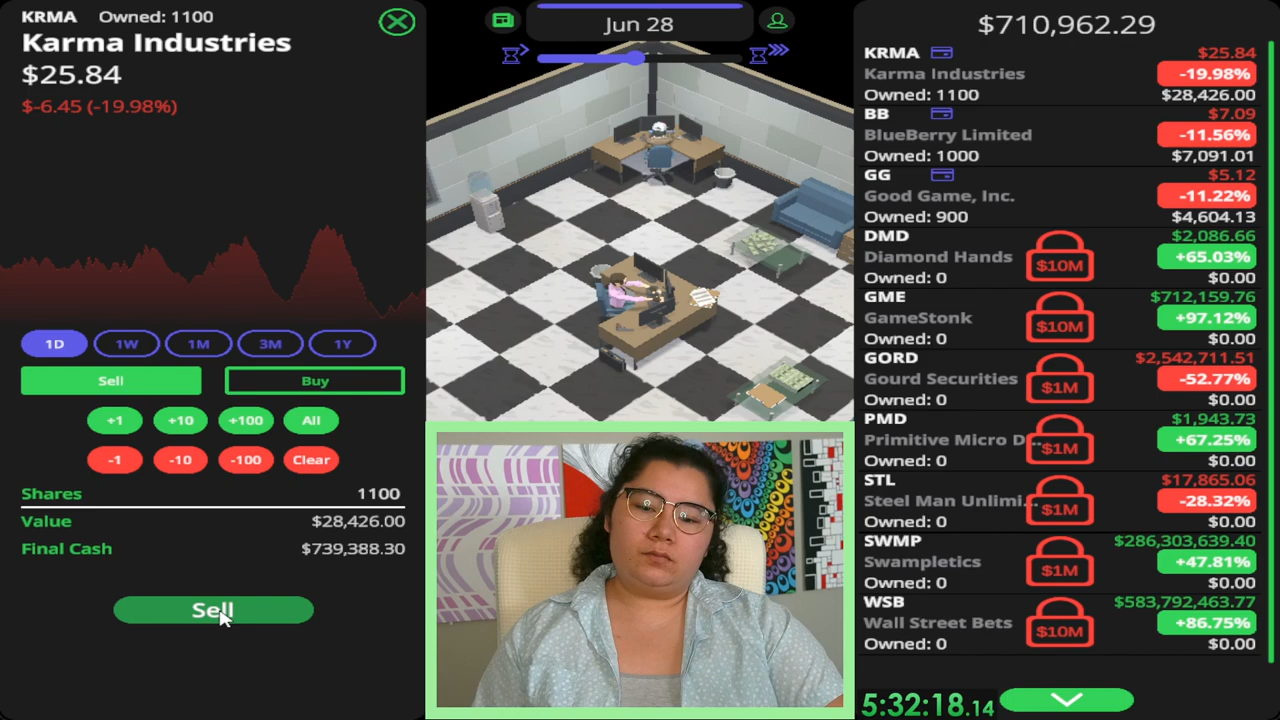 KRMA Owned: 1100
Karma Industries
$25.84
$-6.45 (-19.98%)
1D 1W 1M 3M 1Y
Sell Buy
+1 +10 +100 All
-1 -10 -100 Clear
Shares 1100
Value $28,426.00
Final Cash $739,388.30
Sell
Jun 28
$710,962.29
KRMA $25.84
Karma Industries -19.98%
Owned: 1100 $28,426.00
BB $7.09
BlueBerry Limited -11.56%
Owned: 1000 $7,091.01
GG $5.12
Good Game, Inc. -11.22%
Owned: 900 $4,604.13
DMD $2,086.66
Diamond Hands $10M +65.03%
Owned: 0 $0.00
GME $712,159.76
GameStonk $10M +97.12%
Owned: 0 $0.00
GORD $2,542,711.51
Gourd Securities $1M -52.77%
Owned: 0 $0.00
PMD $1,943.73
Primitive Micro D... $1M +67.25%
Owned: 0 $0.00
STL $17,865.06
Steel Man Unlimi... $1M -28.32%
Owned: 0 $0.00
SWMP $286,303,639.40
Swampletics $1M +47.81%
Owned: 0 $0.00
WSB $583,792,463.77
Wall Street Bets $10M +86.75%
Owned: 0 $0.00
5:32:18.14